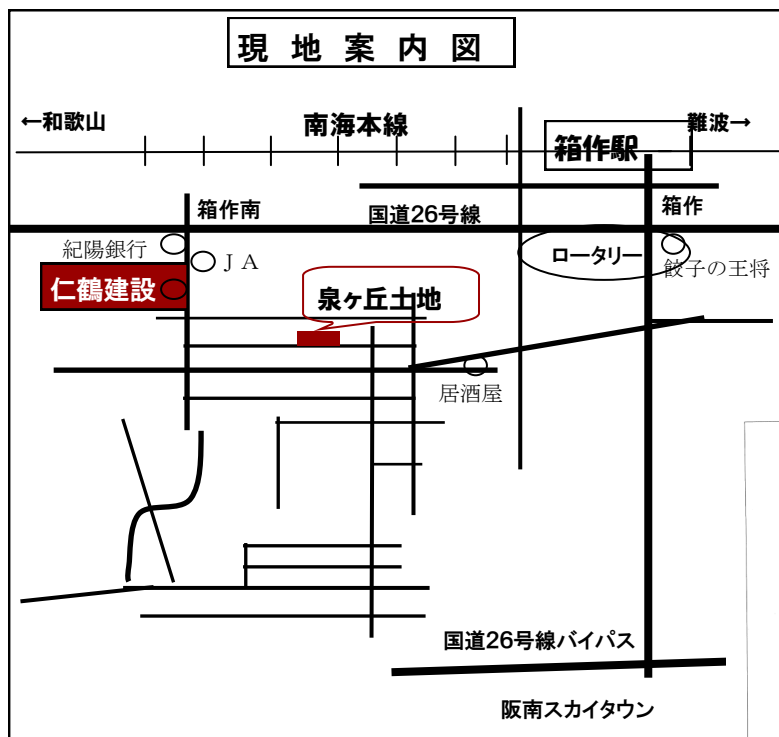 現地案内図
←和歌山
南海本線
難波→
箱作駅
箱作南
国道26号線
箱作
紀陽銀行
ＪＡ
ロータリー
餃子の王将
仁鶴建設
泉ヶ丘土地
居酒屋
国道26号線バイパス
阪南スカイタウン